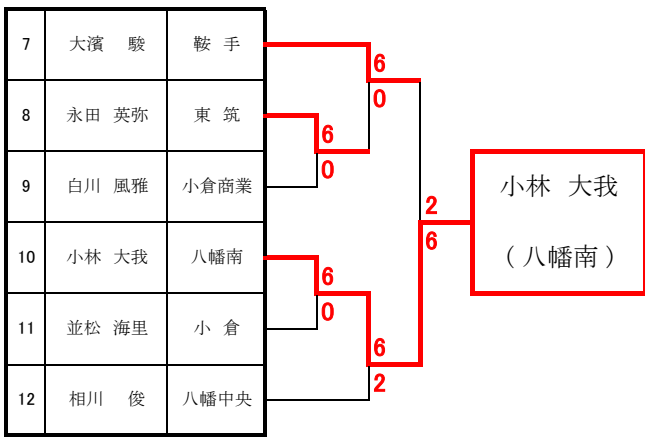 7 大濱 駿 鞍 手
8 永田 英弥 東 筑
9 白川 風雅 小倉商業
10 小林 大我 八幡南
11 並松 海里 小 倉
12 相川 俊 八幡中央
6
0
6
0
6
0
6
2
2
6
小林 大我
(八幡南)